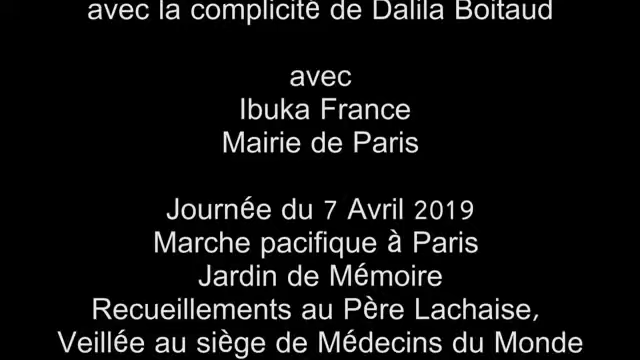 avec la complicité de Dalila Boitaud
avec
Ibuka France
Mairie de Paris
Journée du 7 Avril 2019
Marche pacifique à Paris
Jardin de Mémoire
Recueillements au Père Lachaise,
Veillée au siège de Médecins du Monde